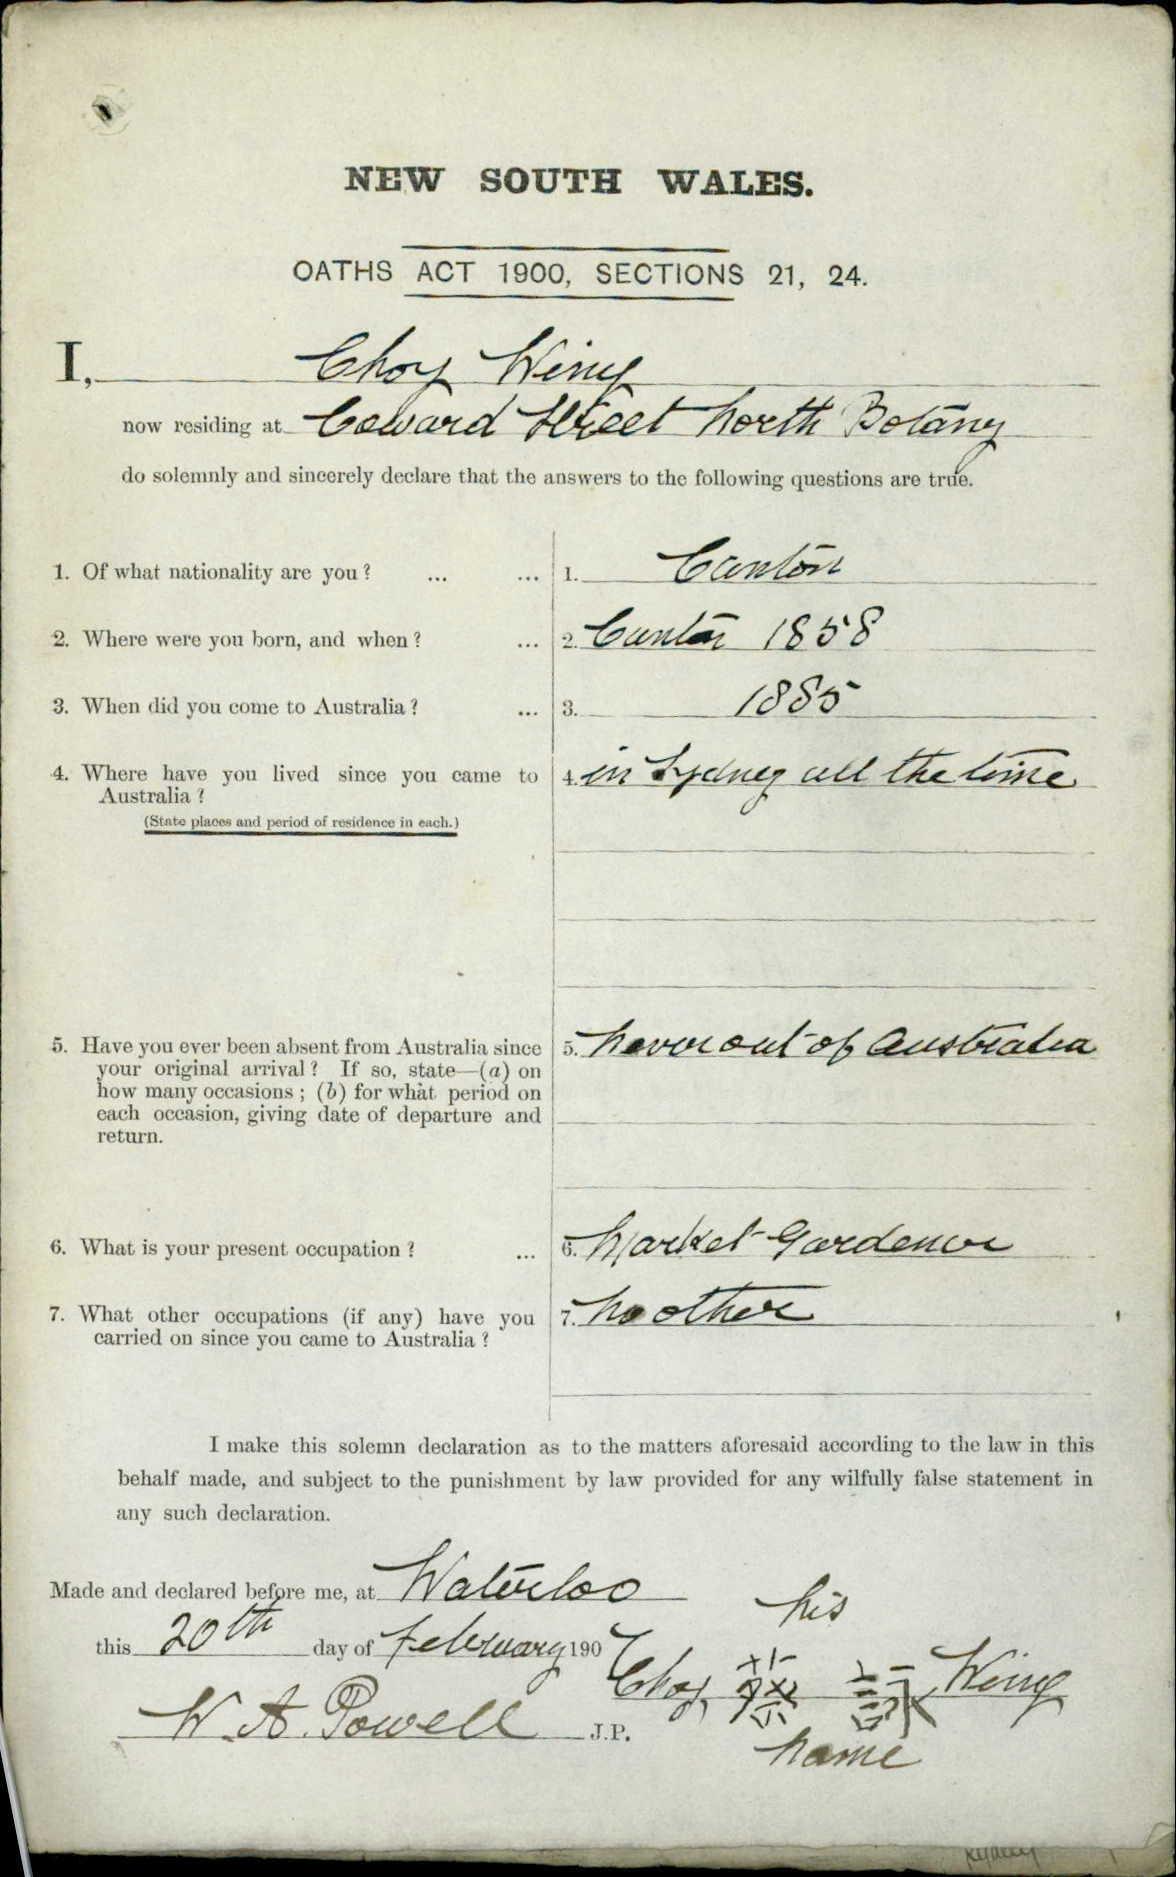 NEW SOUTH WALES.
OATHS ACT 1900, SECTIONS 21, 24.
I, Choy Wing
now residing at Coward Street North Botany
do solemnly and sincerely declare that the answers to the following questions are true.
1. Of what nationality are you? ... ... 1. Canton
2. Where were you born, and when? ... 2. Canton 1858
3. When did you come to Australia? ... 3. 1885
4. Where have you lived since you came to 4. in Sydney all the time
Australia?
(State places and period of residence in each.)
5. Have you ever been absent from Australia since 5. never out of Australia
your original arrival? If so, state—(a) on
how many occasions; (b) for what period on
each occasion, giving date of departure and
return.
6. What is your present occupation? ... 6. Market Gardener
7. What other occupations (if any) have you 7. No other
carried on since you came to Australia?
I make this solemn declaration as to the matters aforesaid according to the law in this
behalf made, and subject to the punishment by law provided for any wilfully false statement in
any such declaration.
Made and declared before me, at Waterloo his
this 20th day of February 1907
Choy 蔡 Wing
W. A. Powell J.P.
name